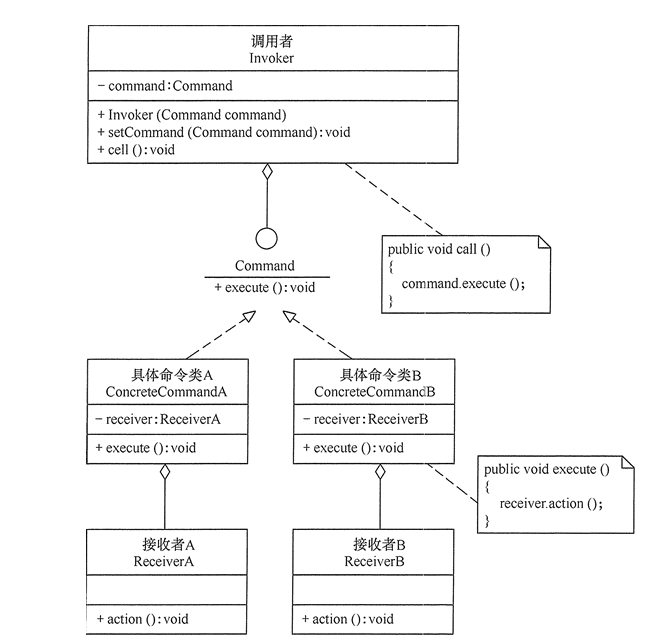 调用者
Invoker
- command:Command
+ Invoker (Command command)
+ setCommand (Command command):void
+ cell ():void
public void call ()
{
command.execute ();
}
Command
+ execute ():void
具体命令类A
ConcreteCommandA
- receiver:ReceiverA
+ execute ():void
具体命令类B
ConcreteCommandB
- receiver:ReceiverB
+ execute ():void
public void execute ()
{
receiver.action ();
}
接收者A
ReceiverA
+ action ():void
接收者B
ReceiverB
+ action ():void